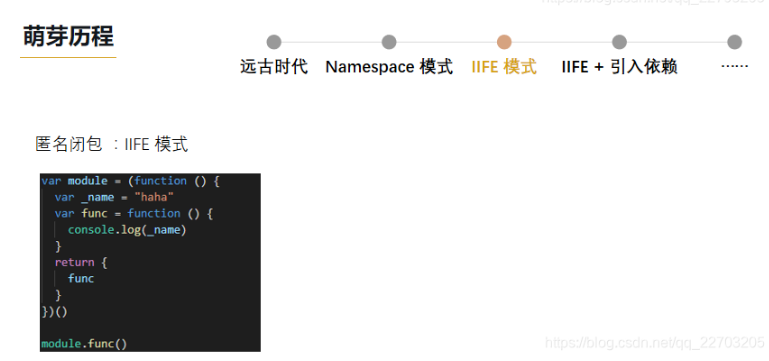 https://blog.csdn.net/qq_22703205
萌芽历程
远古时代 Namespace 模式 IIFE 模式 IIFE + 引入依赖 ......
匿名闭包 ：IIFE 模式
var module = (function () {
  var _name = "haha"
  var func = function () {
    console.log(_name)
  }
  return {
    func
  }
})()
module.func()
https://blog.csdn.net/qq_22703205